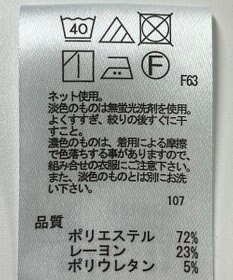 40
F
F63
ネット使用。
淡色のものは無蛍光洗剤を使用。
よくすすぎ、絞りの後すぐに干
すこと。
濃色のものは、着用による摩擦
で色落ちする事がありますので、
組み合せの衣服にご注意下さい。
また、淡色のものとは別にお洗
い下さい。
107
品質
ポリエステル 72%
レーヨン 23%
ポリウレタン 5%